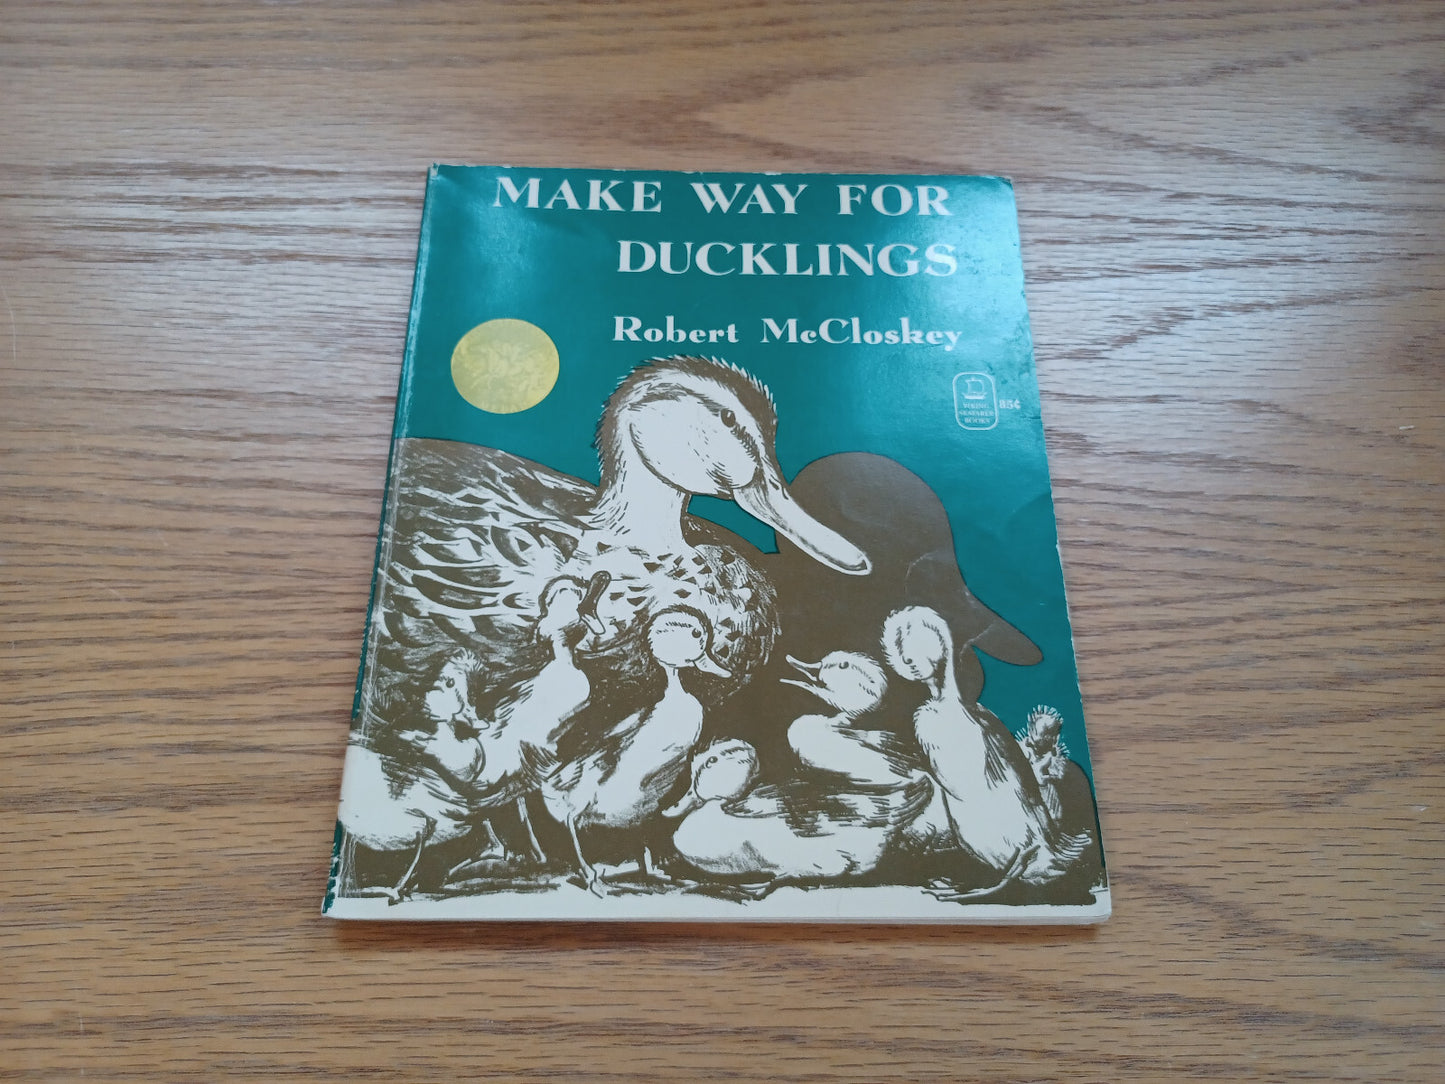 MAKE WAY FOR
DUCKLINGS
Robert McCloskey
VIKING
SEAFARER
BOOKS
85¢